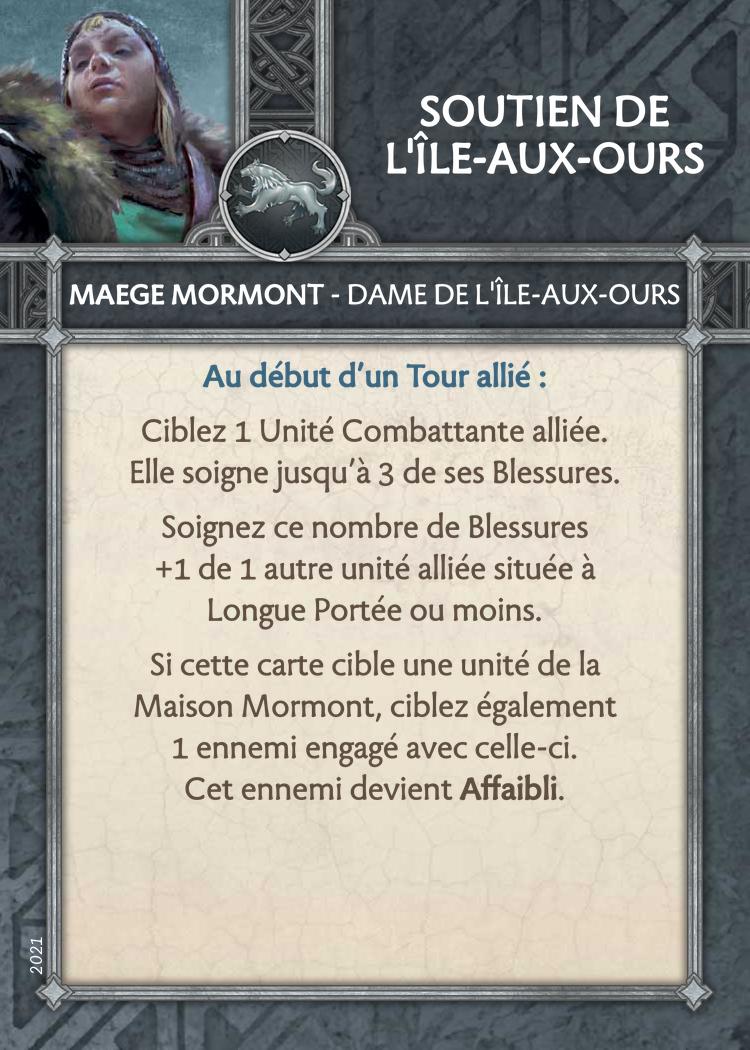 SOUTIEN DE
L'ÎLE-AUX-OURS
MAEGE MORMONT - DAME DE L'ÎLE-AUX-OURS
Au début d’un Tour allié :
Ciblez 1 Unité Combattante alliée.
Elle soigne jusqu’à 3 de ses Blessures.
Soignez ce nombre de Blessures
+1 de 1 autre unité alliée située à
Longue Portée ou moins.
Si cette carte cible une unité de la
Maison Mormont, ciblez également
1 ennemi engagé avec celle-ci.
Cet ennemi devient Affaibli.
2021